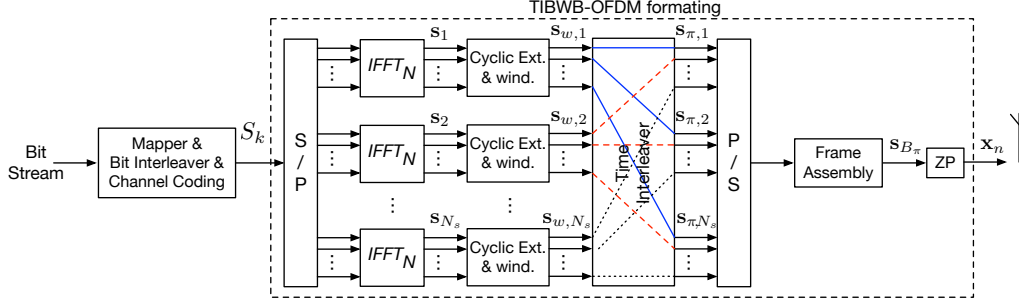 TIBWB-OFDM formating
Bit
Stream
Mapper &
Bit Interleaver &
Channel Coding
S_k
S / P
IFFT_N
s_1
Cyclic Ext.
& wind.
s_{w,1}
s_{π,1}
IFFT_N
s_2
Cyclic Ext.
& wind.
s_{w,2}
s_{π,2}
IFFT_N
s_{N_s}
Cyclic Ext.
& wind.
s_{w,N_s}
s_{π,N_s}
Time
Interleaver
P / S
Frame
Assembly
s_{B_π}
ZP
x_n